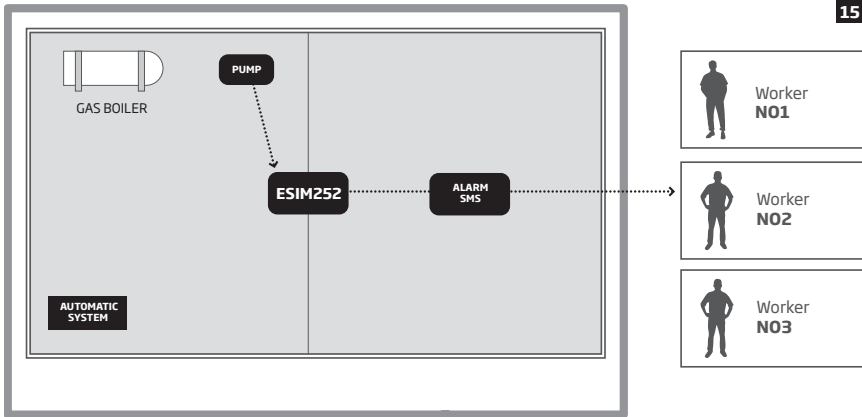 15
PUMP
GAS BOILER
ESIM252
ALARM
SMS
AUTOMATIC
SYSTEM
Worker
NO1
Worker
NO2
Worker
NO3